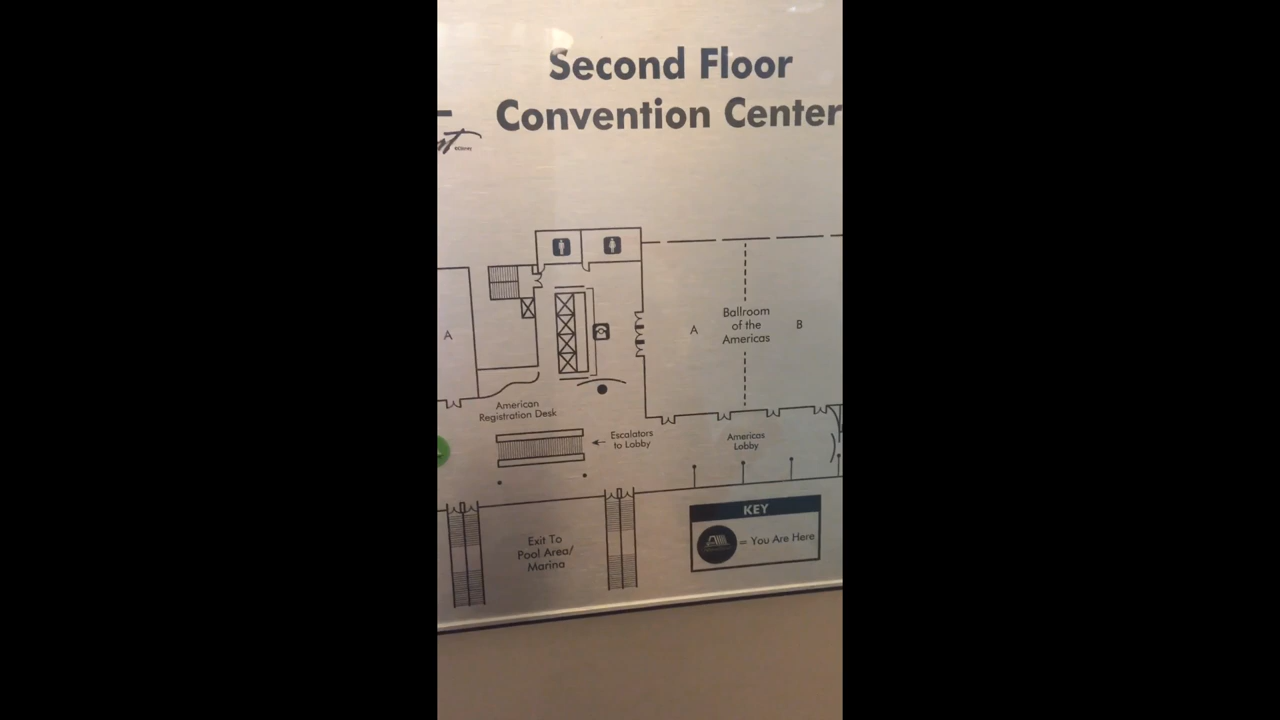 Second Floor
Convention Center
A
Ballroom
of the
Americas
A
B
American
Registration Desk
Escalators
to Lobby
Americas
Lobby
Exit To
Pool Area/
Marina
KEY
= You Are Here